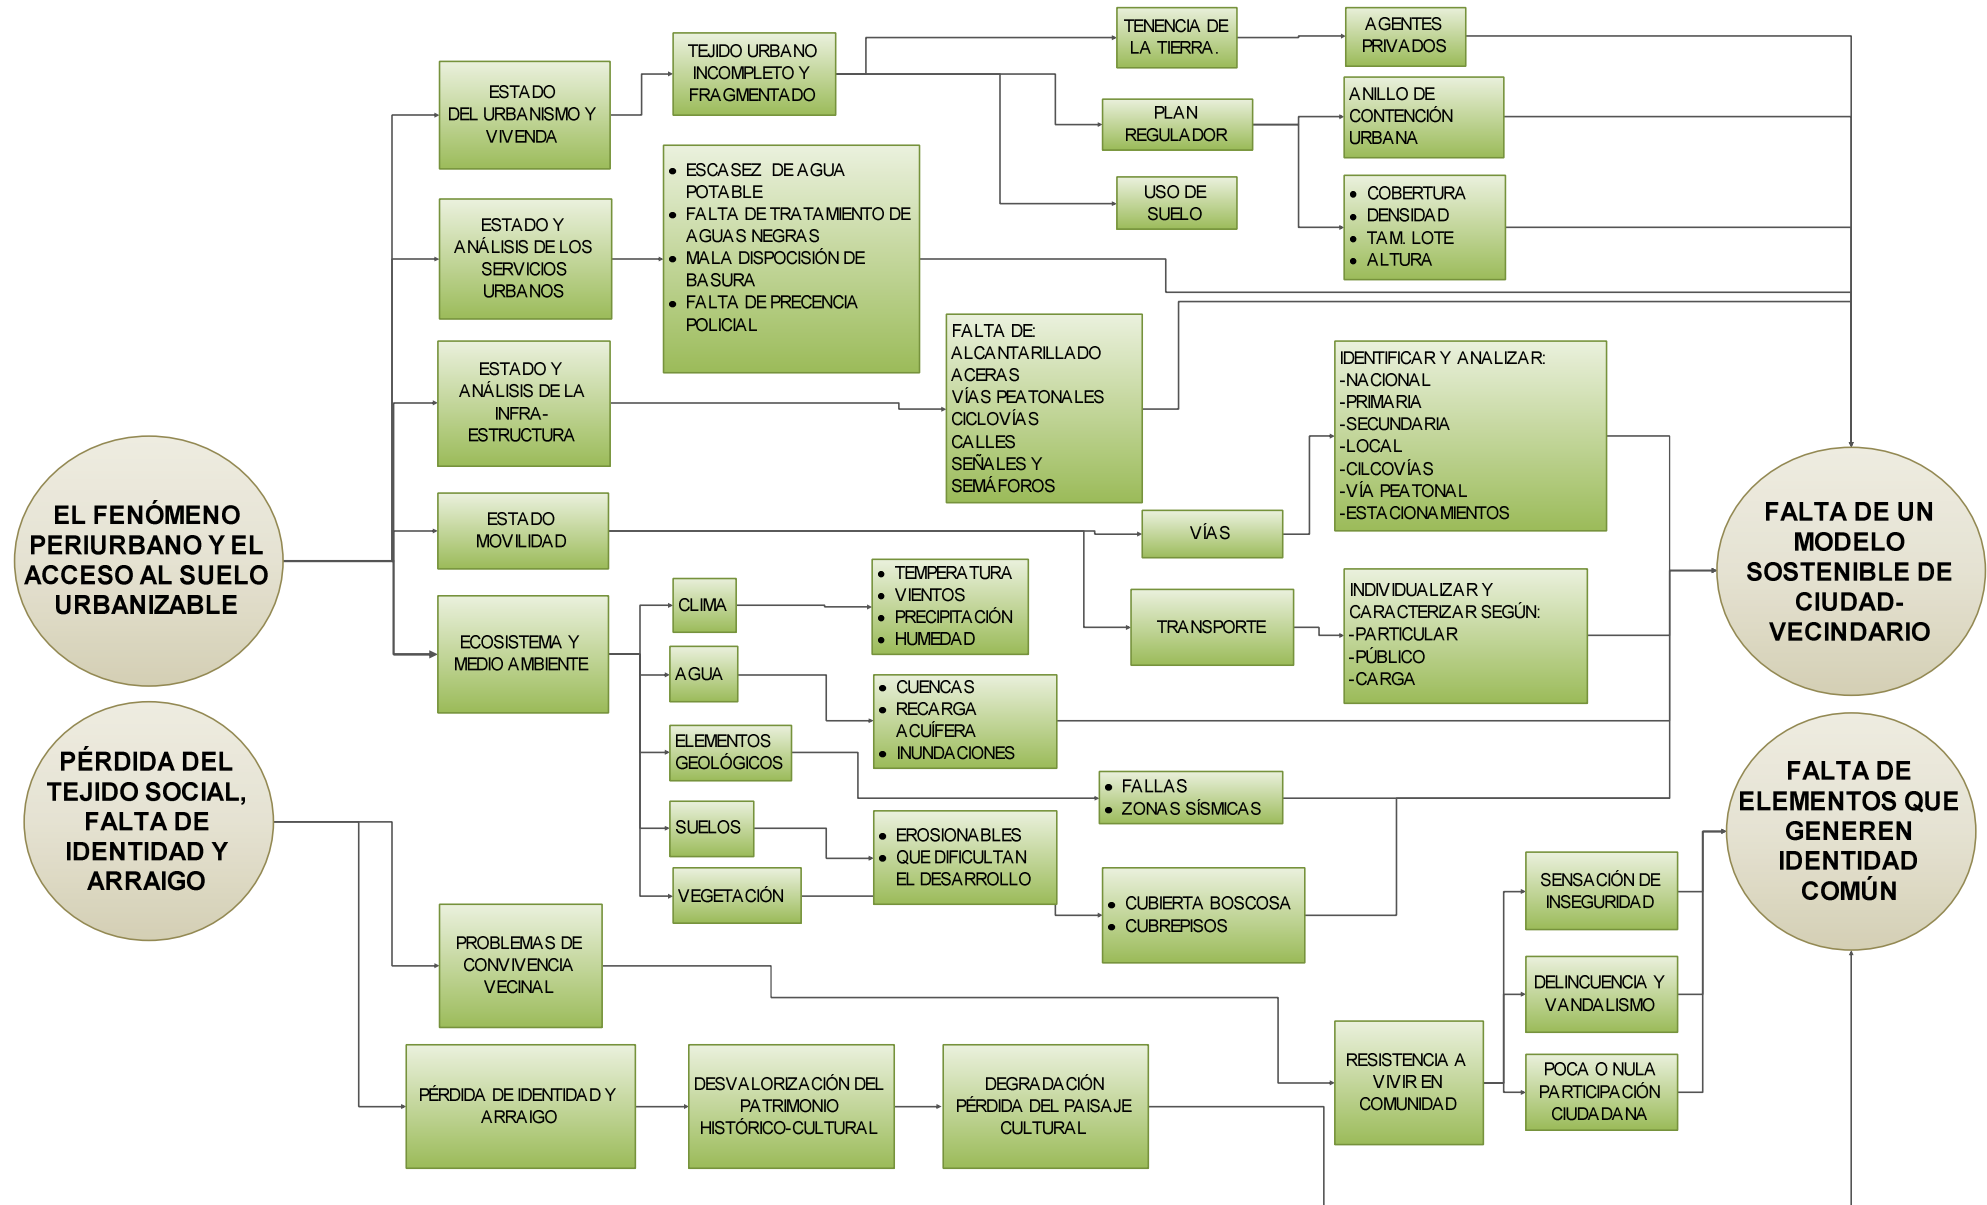 EL FENÓMENO
PERIURBANO Y EL
ACCESO AL SUELO
URBANIZABLE
PÉRDIDA DEL
TEJIDO SOCIAL,
FALTA DE
IDENTIDAD Y
ARRAIGO
ESTADO
DEL URBANISMO Y
VIVENDA
ESTADO Y
ANÁLISIS DE LOS
SERVICIOS
URBANOS
ESTADO Y
ANÁLISIS DE LA
INFRA-
ESTRUCTURA
ESTADO
MOVILIDAD
ECOSISTEMA Y
MEDIO AMBIENTE
PROBLEMAS DE
CONVIVENCIA
VECINAL
PÉRDIDA DE IDENTIDAD Y
ARRAIGO
TEJIDO URBANO
INCOMPLETO Y
FRAGMENTADO
• ESCASEZ DE AGUA
POTABLE
• FALTA DE TRATAMIENTO DE
AGUAS NEGRAS
• MALA DISPOCISIÓN DE
BASURA
• FALTA DE PRECENCIA
POLICIAL
CLIMA
AGUA
ELEMENTOS
GEOLÓGICOS
SUELOS
VEGETACIÓN
DESVALORIZACIÓN DEL
PATRIMONIO
HISTÓRICO-CULTURAL
• TEMPERATURA
• VIENTOS
• PRECIPITACIÓN
• HUMEDAD
• CUENCAS
• RECARGA
ACUÍFERA
• INUNDACIONES
• EROSIONABLES
• QUE DIFICULTAN
EL DESARROLLO
FALTA DE:
ALCANTARILLADO
ACERAS
VÍAS PEATONALES
CICLOVÍAS
CALLES
SEÑALES Y
SEMÁFOROS
DEGRADACIÓN
PÉRDIDA DEL PAISAJE
CULTURAL
TENENCIA DE
LA TIERRA.
PLAN
REGULADOR
USO DE
SUELO
VÍAS
TRANSPORTE
• FALLAS
• ZONAS SÍSMICAS
• CUBIERTA BOSCOSA
• CUBREPISOS
AGENTES
PRIVADOS
ANILLO DE
CONTENCIÓN
URBANA
• COBERTURA
• DENSIDAD
• TAM. LOTE
• ALTURA
IDENTIFICAR Y ANALIZAR:
-NACIONAL
-PRIMARIA
-SECUNDARIA
-LOCAL
-CILCOVÍAS
-VÍA PEATONAL
-ESTACIONAMIENTOS
INDIVIDUALIZAR Y
CARACTERIZAR SEGÚN:
-PARTICULAR
-PÚBLICO
-CARGA
RESISTENCIA A
VIVIR EN
COMUNIDAD
SENSACIÓN DE
INSEGURIDAD
DELINCUENCIA Y
VANDALISMO
POCA O NULA
PARTICIPACIÓN
CIUDADANA
FALTA DE UN
MODELO
SOSTENIBLE DE
CIUDAD-
VECINDARIO
FALTA DE
ELEMENTOS QUE
GENEREN
IDENTIDAD
COMÚN